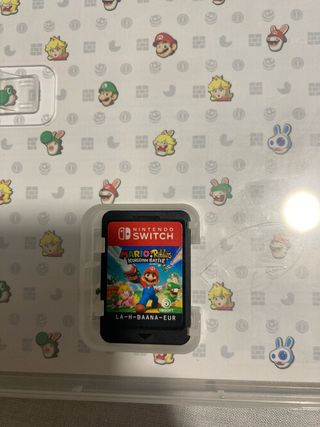 NINTENDO
SWITCH
MARIO + Rabbids
KINGDOM BATTLE
UBISOFT
LA-H-BAANA-EUR